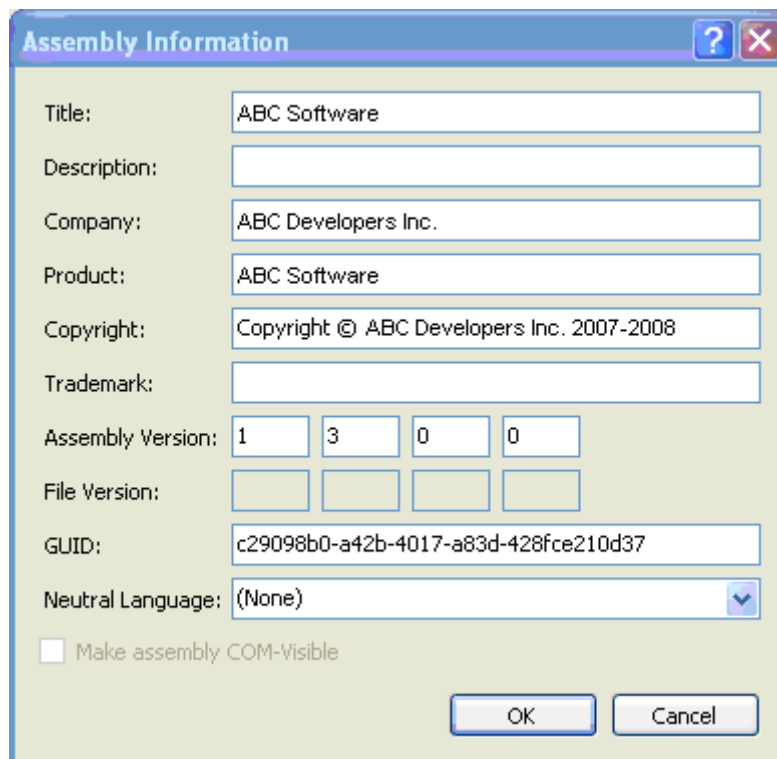 Assembly Information
Title: ABC Software
Description:
Company: ABC Developers Inc.
Product: ABC Software
Copyright: Copyright © ABC Developers Inc. 2007-2008
Trademark:
Assembly Version: 1 3 0 0
File Version:
GUID: c29098b0-a42b-4017-a83d-428fce210d37
Neutral Language: (None)
Make assembly COM-Visible
OK Cancel